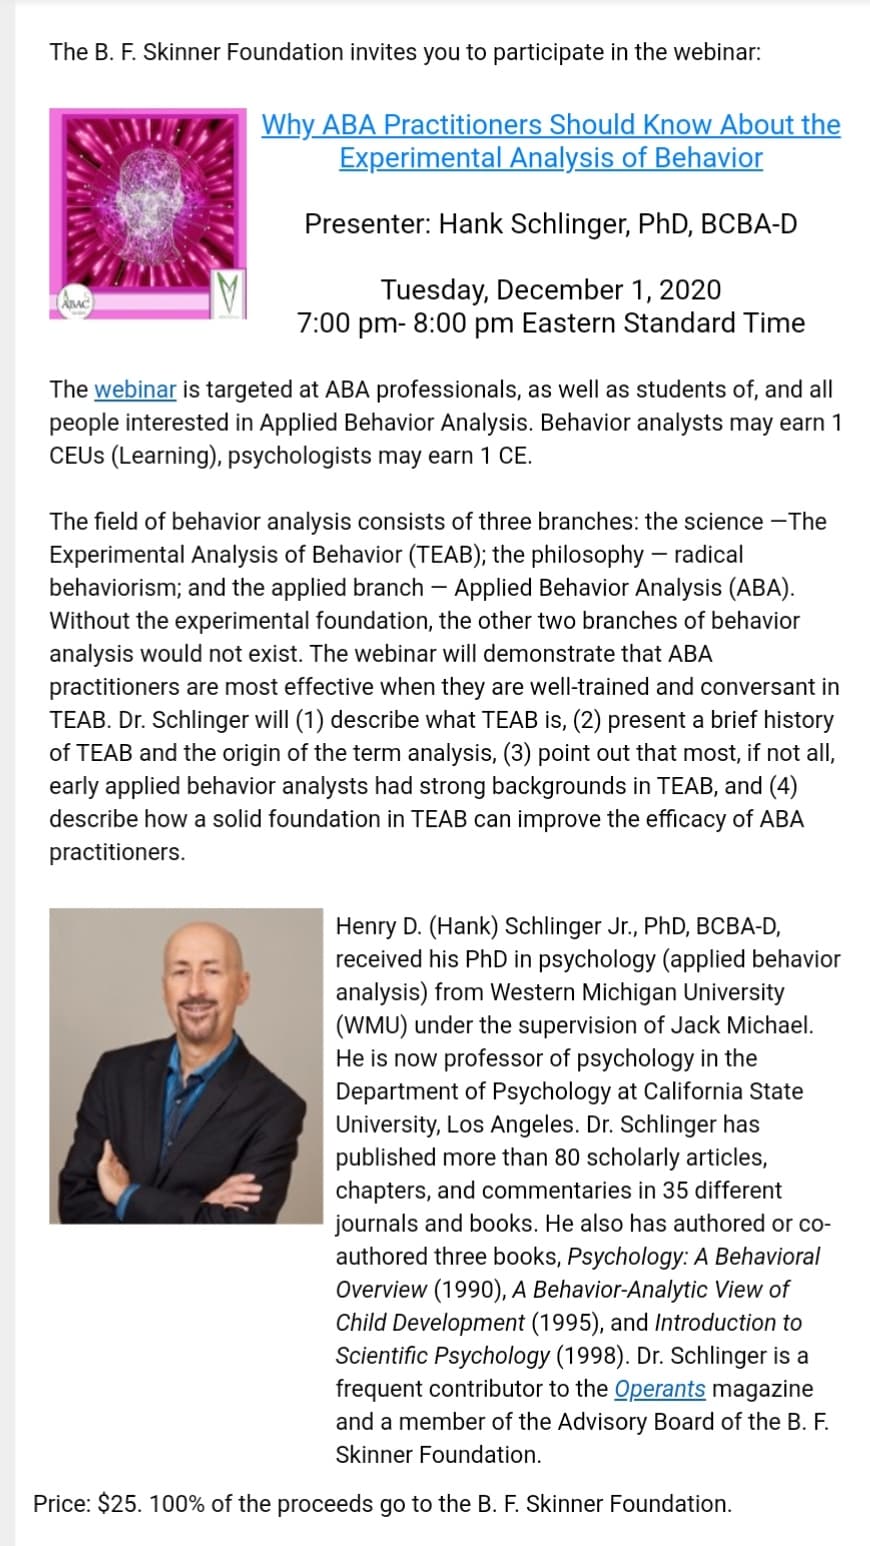 The B. F. Skinner Foundation invites you to participate in the webinar:
Why ABA Practitioners Should Know About the
Experimental Analysis of Behavior
Presenter: Hank Schlinger, PhD, BCBA-D
Tuesday, December 1, 2020
7:00 pm- 8:00 pm Eastern Standard Time
ABAC
The webinar is targeted at ABA professionals, as well as students of, and all
people interested in Applied Behavior Analysis. Behavior analysts may earn 1
CEUs (Learning), psychologists may earn 1 CE.
The field of behavior analysis consists of three branches: the science —The
Experimental Analysis of Behavior (TEAB); the philosophy — radical
behaviorism; and the applied branch — Applied Behavior Analysis (ABA).
Without the experimental foundation, the other two branches of behavior
analysis would not exist. The webinar will demonstrate that ABA
practitioners are most effective when they are well-trained and conversant in
TEAB. Dr. Schlinger will (1) describe what TEAB is, (2) present a brief history
of TEAB and the origin of the term analysis, (3) point out that most, if not all,
early applied behavior analysts had strong backgrounds in TEAB, and (4)
describe how a solid foundation in TEAB can improve the efficacy of ABA
practitioners.
Henry D. (Hank) Schlinger Jr., PhD, BCBA-D,
received his PhD in psychology (applied behavior
analysis) from Western Michigan University
(WMU) under the supervision of Jack Michael.
He is now professor of psychology in the
Department of Psychology at California State
University, Los Angeles. Dr. Schlinger has
published more than 80 scholarly articles,
chapters, and commentaries in 35 different
journals and books. He also has authored or co-
authored three books, Psychology: A Behavioral
Overview (1990), A Behavior-Analytic View of
Child Development (1995), and Introduction to
Scientific Psychology (1998). Dr. Schlinger is a
frequent contributor to the Operants magazine
and a member of the Advisory Board of the B. F.
Skinner Foundation.
Price: $25. 100% of the proceeds go to the B. F. Skinner Foundation.